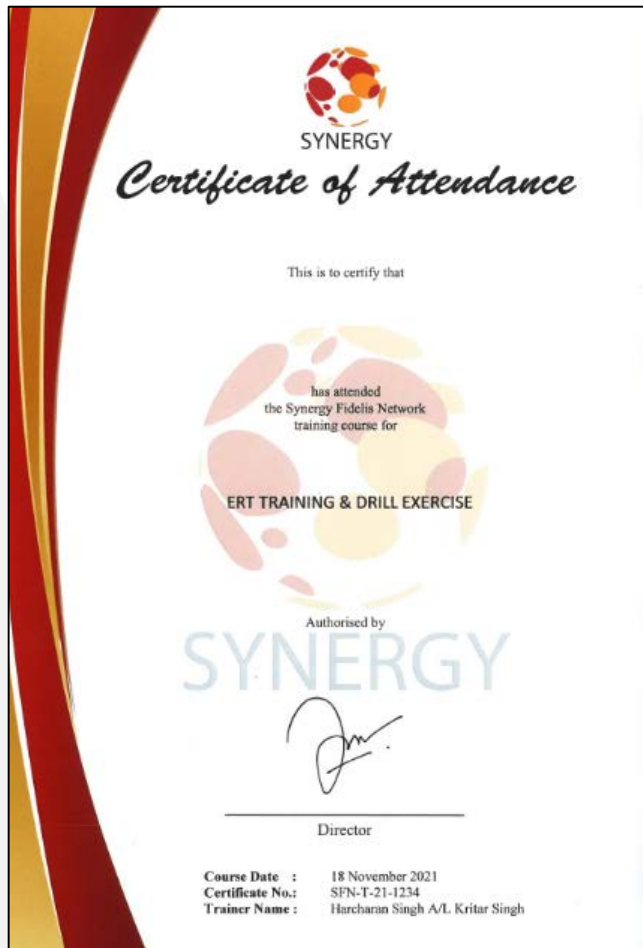 SYNERGY
Certificate of Attendance
This is to certify that
has attended
the Synergy Fidelis Network
training course for
ERT TRAINING & DRILL EXERCISE
Authorised by
SYNERGY
Director
Course Date : 18 November 2021
Certificate No.: SFN-T-21-1234
Trainer Name : Harcharan Singh A/L Kritar Singh